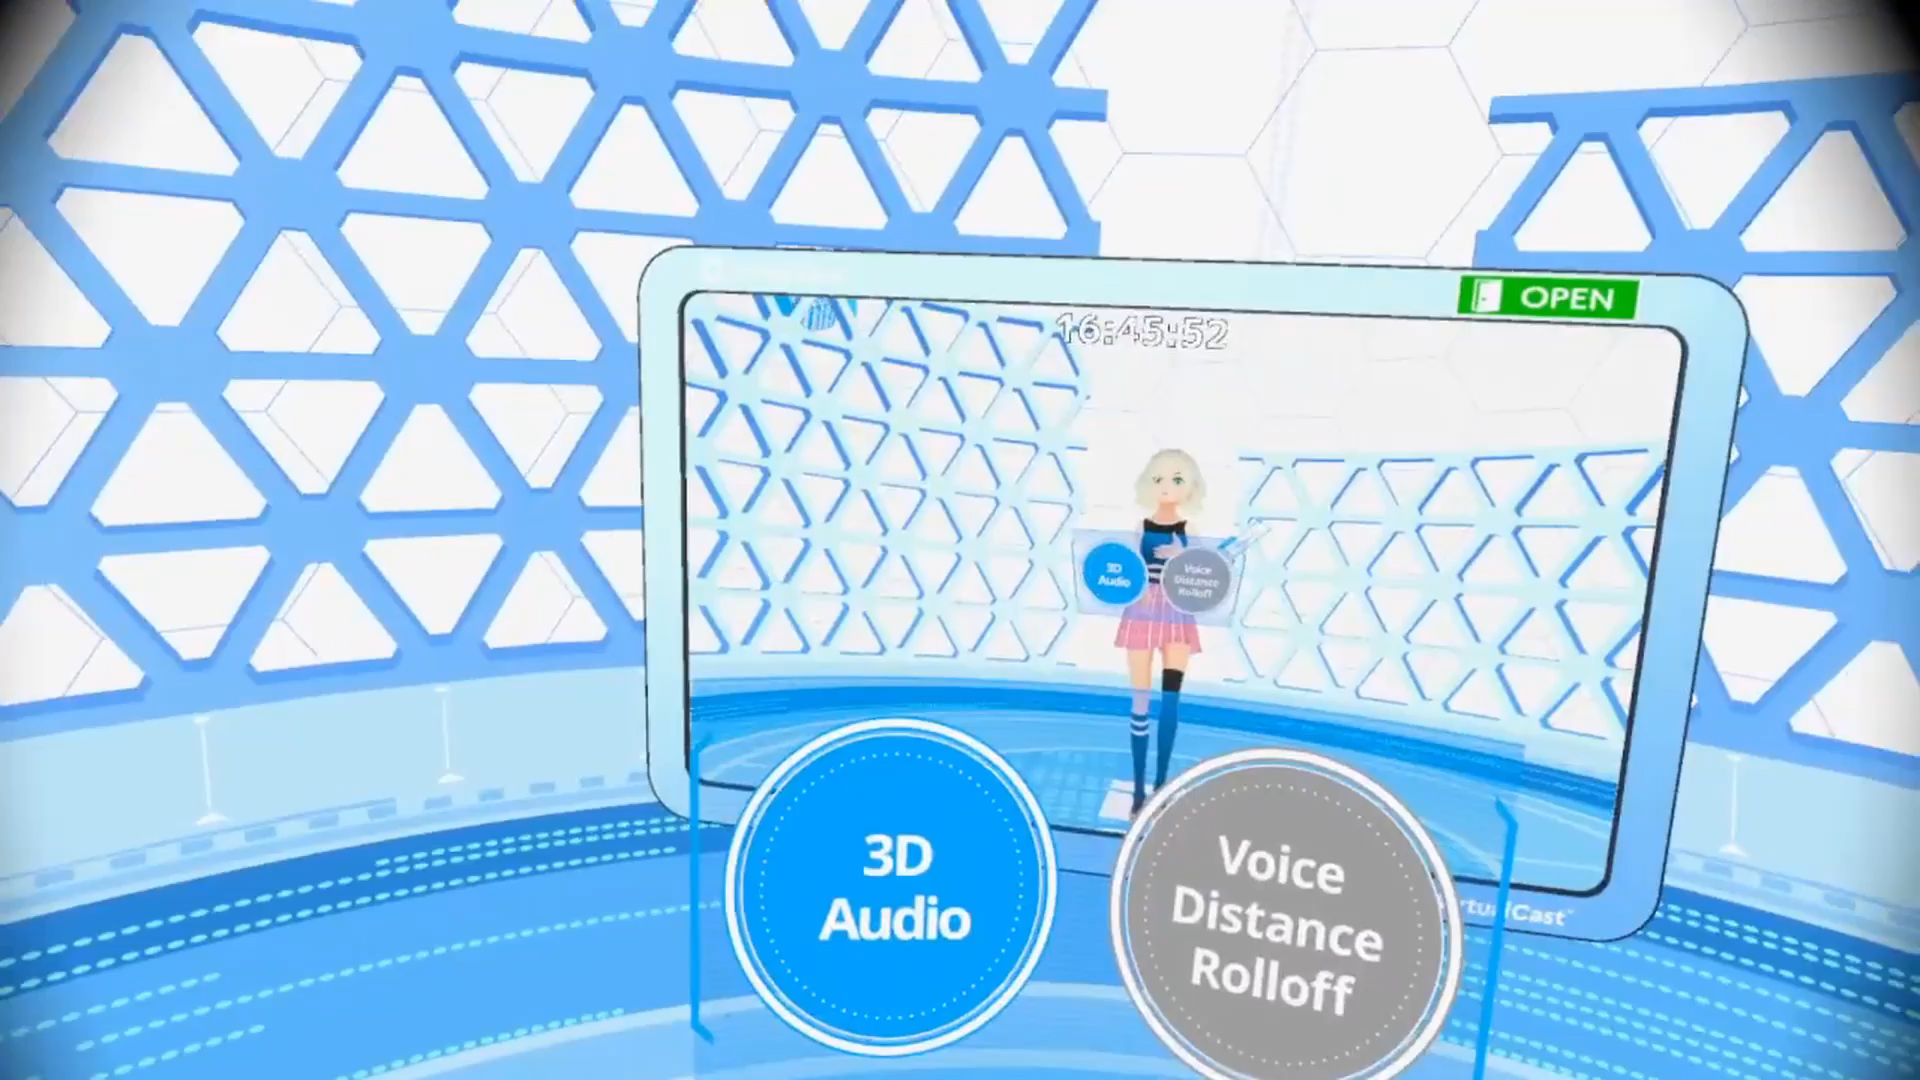 OPEN
16:45:52
3D
Audio
Voice
Distance
Rolloff
3D
Audio
Voice
Distance
Rolloff